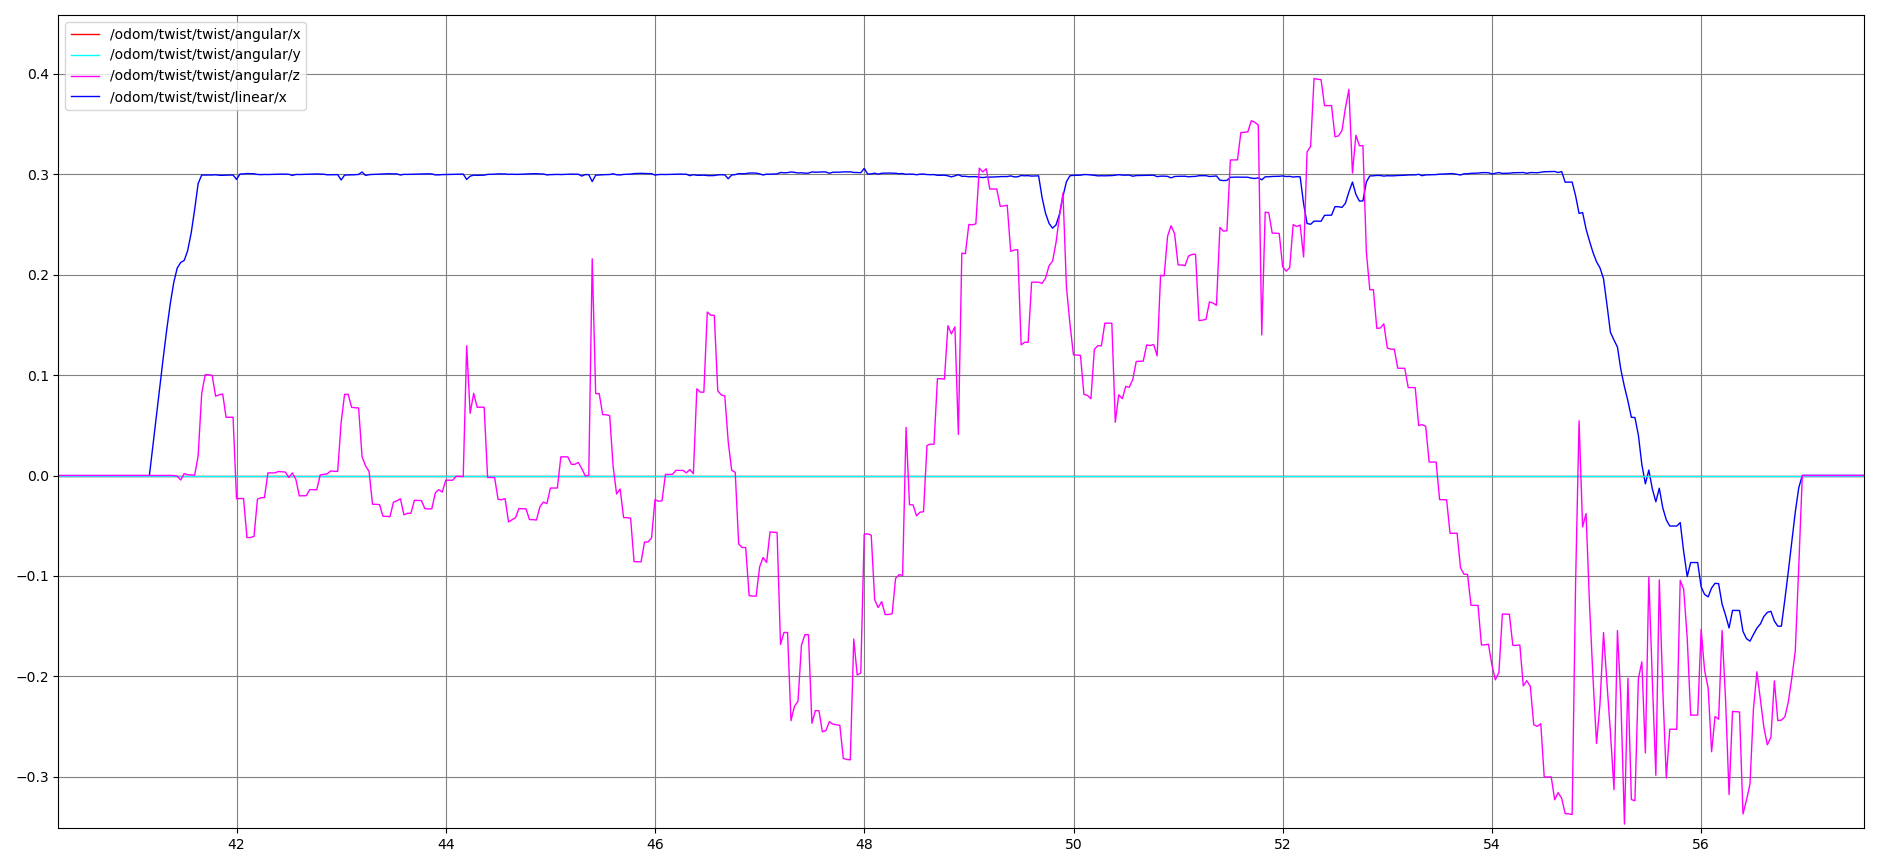 /odom/twist/twist/angular/x
/odom/twist/twist/angular/y
/odom/twist/twist/angular/z
/odom/twist/twist/linear/x
0.4
0.3
0.2
0.1
0.0
−0.1
−0.2
−0.3
42 44 46 48 50 52 54 56